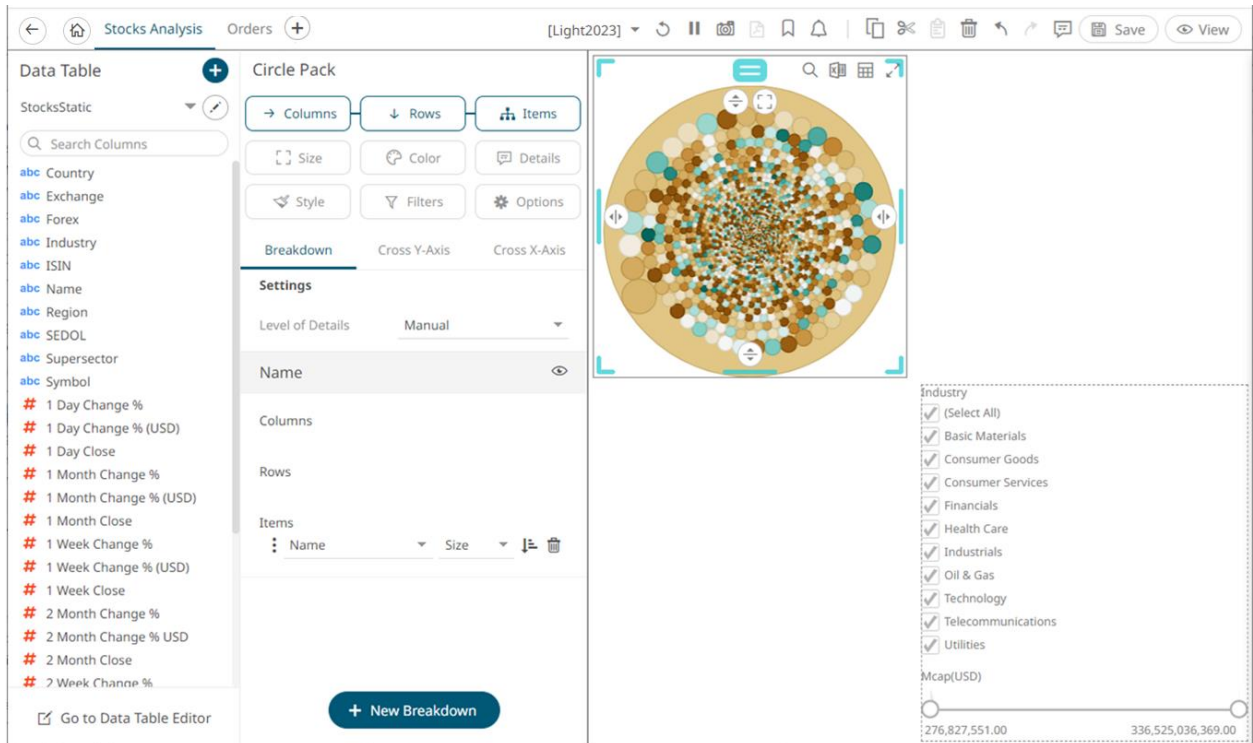 Stocks Analysis Orders [Light2023] Save View
Data Table
StocksStatic
Search Columns
abc Country
abc Exchange
abc Forex
abc Industry
abc ISIN
abc Name
abc Region
abc SEDOL
abc Supersector
abc Symbol
# 1 Day Change %
# 1 Day Change % (USD)
# 1 Day Close
# 1 Month Change %
# 1 Month Change % (USD)
# 1 Month Close
# 1 Week Change %
# 1 Week Change % (USD)
# 1 Week Close
# 2 Month Change %
# 2 Month Change % USD
# 2 Month Close
# 2 Week Change %
Go to Data Table Editor
Circle Pack
Columns Rows Items
Size Color Details
Style Filters Options
Breakdown Cross Y-Axis Cross X-Axis
Settings
Level of Details Manual
Name
Columns
Rows
Items
Name Size
+ New Breakdown
Industry
(Select All)
Basic Materials
Consumer Goods
Consumer Services
Financials
Health Care
Industrials
Oil & Gas
Technology
Telecommunications
Utilities
Mcap(USD)
276,827,551.00 336,525,036,369.00